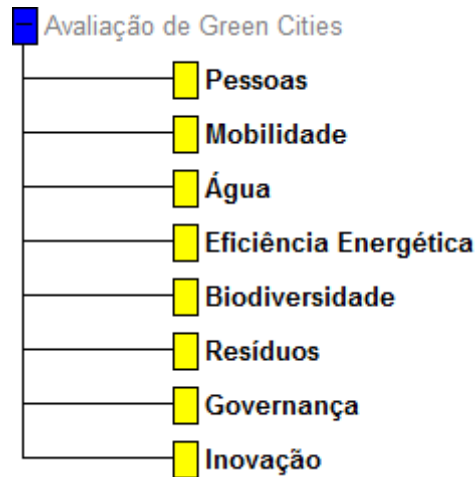 Avaliação de Green Cities
Pessoas
Mobilidade
Água
Eficiência Energética
Biodiversidade
Resíduos
Governança
Inovação